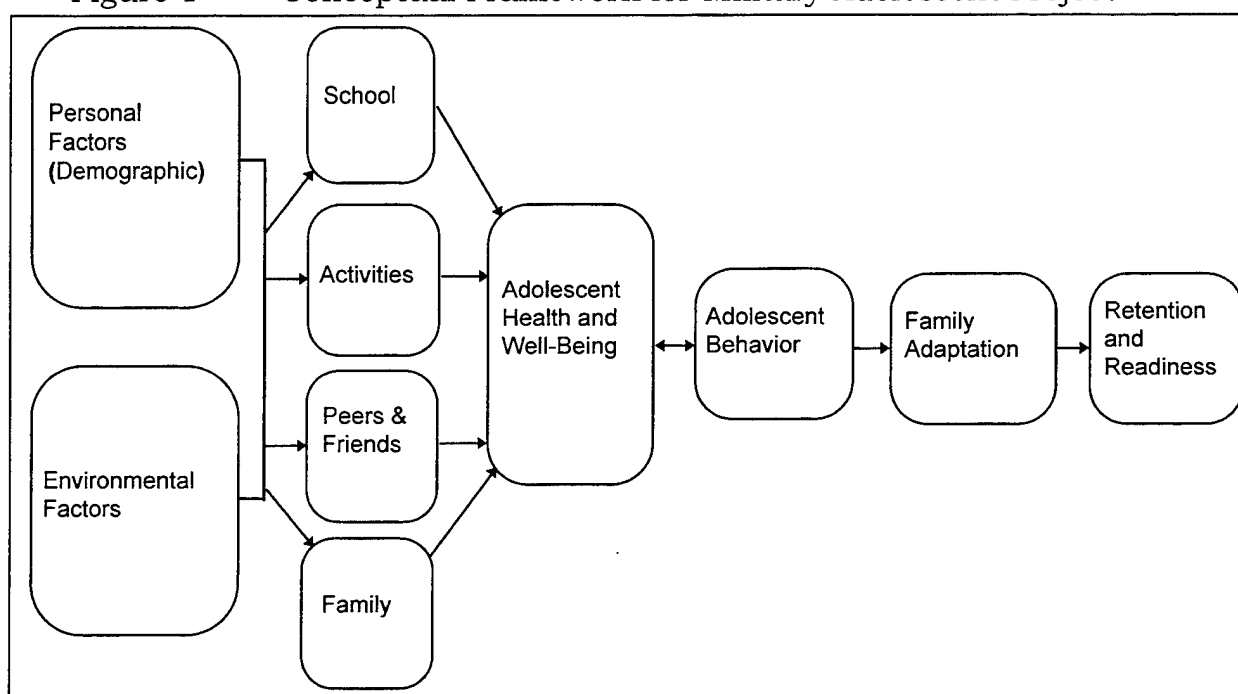 Personal
Factors
(Demographic)
Environmental
Factors
School
Activities
Peers &
Friends
Family
Adolescent
Health and
Well-Being
Adolescent
Behavior
Family
Adaptation
Retention
and
Readiness